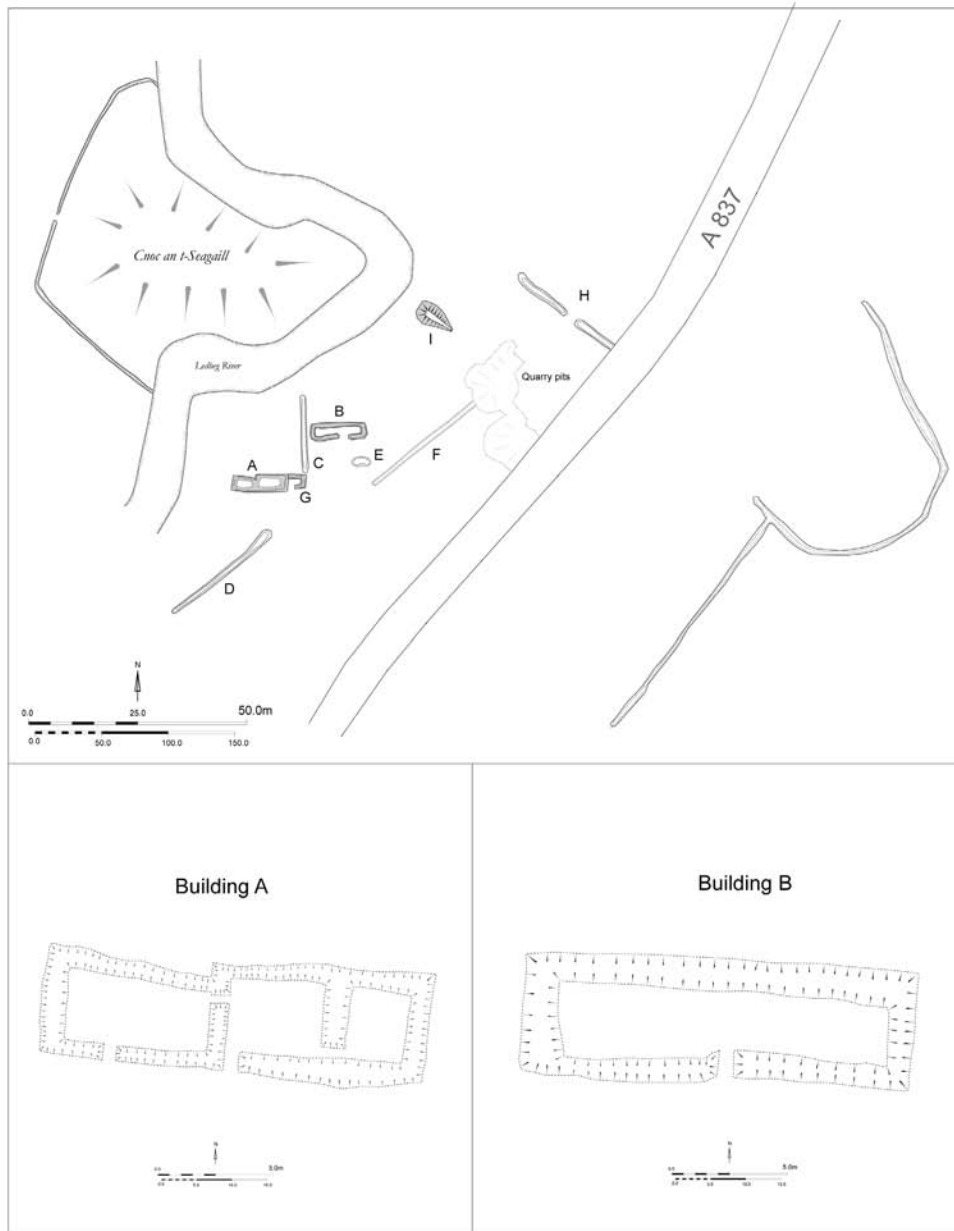 A 837
Cnoc an t-Seagaill
H
I
Ledbeg River
Quarry pits
B
E
F
A
C
G
D
N
0.0 25.0 50.0m
0.0 50.0 100.0 150.0
Building A
Building B
N
5.0m
N
5.0m